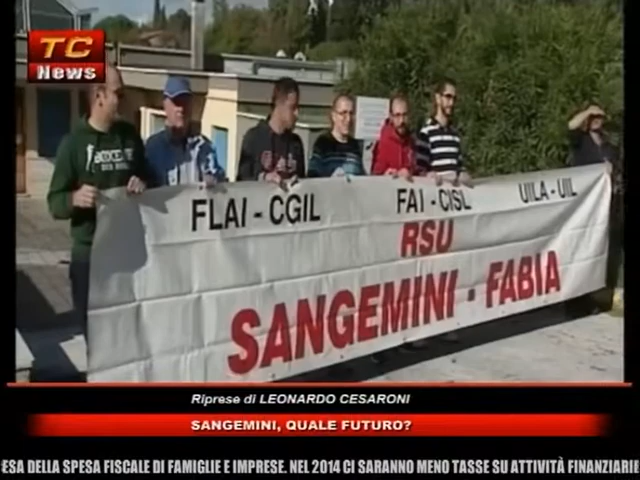 TC
News
FLAI - CGIL FAI - CISL UILA - UIL
RSU
SANGEMINI - FABIA
Riprese di LEONARDO CESARONI
SANGEMINI, QUALE FUTURO?
ESA DELLA SPESA FISCALE DI FAMIGLIE E IMPRESE. NEL 2014 CI SARANNO MENO TASSE SU ATTIVITÀ FINANZIARIE